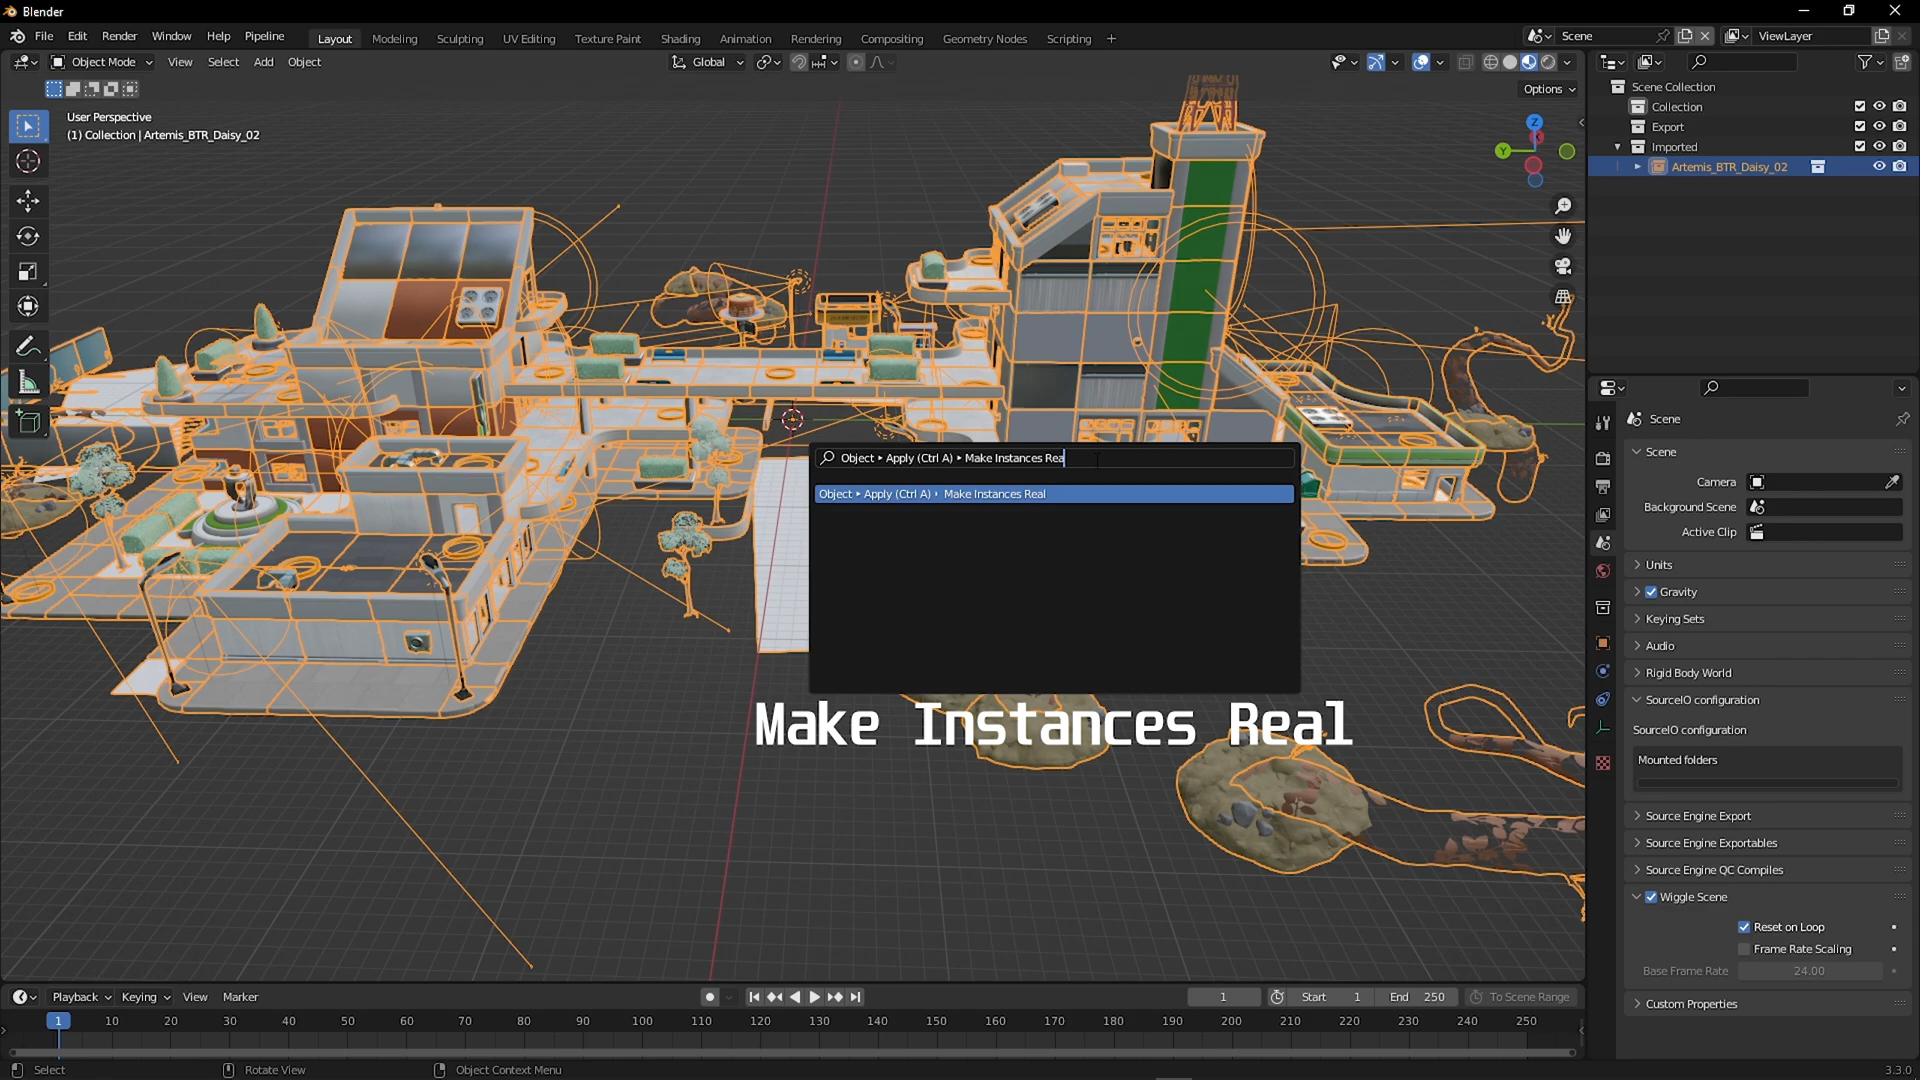 Blender
File Edit Render Window Help Pipeline
Layout Modeling Sculpting UV Editing Texture Paint Shading Animation Rendering Compositing Geometry Nodes Scripting +
Scene
ViewLayer
Object Mode View Select Add Object
Global
Options
User Perspective
(1) Collection | Artemis_BTR_Daisy_02
Z
Y
Scene Collection
Collection
Export
Imported
Artemis_BTR_Daisy_02
Object ▸ Apply (Ctrl A) ▸ Make Instances Rea
Object ▸ Apply (Ctrl A) ▸ Make Instances Real
Make Instances Real
Scene
Scene
Camera
Background Scene
Active Clip
Units
Gravity
Keying Sets
Audio
Rigid Body World
SourceIO configuration
SourceIO configuration
Mounted folders
Source Engine Export
Source Engine Exportables
Source Engine QC Compiles
Wiggle Scene
Reset on Loop
Frame Rate Scaling
Base Frame Rate 24.00
Custom Properties
Playback Keying View Marker
1 Start 1 End 250 To Scene Range
1 10 20 30 40 50 60 70 80 90 100 110 120 130 140 150 160 170 180 190 200 210 220 230 240 250
Select Rotate View Object Context Menu
3.3.0